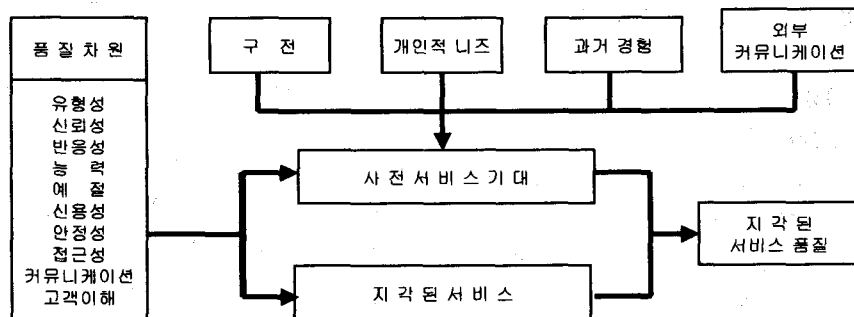 품 질 차 원
유형성
신뢰성
반응성
능 력
예 절
신용성
안정성
접근성
커뮤니케이션
고객이해
구 전
개인적 니즈
과거 경험
외부
커뮤니케이션
사 전 서 비 스 기 대
지 각 된 서 비 스
지 각 된
서비스 품질